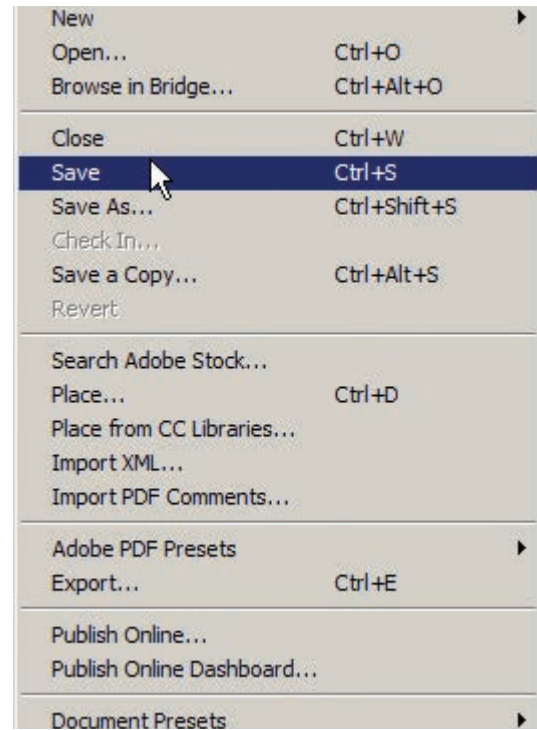 New
Open... Ctrl+O
Browse in Bridge... Ctrl+Alt+O
Close Ctrl+W
Save Ctrl+S
Save As... Ctrl+Shift+S
Check In...
Save a Copy... Ctrl+Alt+S
Revert
Search Adobe Stock...
Place... Ctrl+D
Place from CC Libraries...
Import XML...
Import PDF Comments...
Adobe PDF Presets
Export... Ctrl+E
Publish Online...
Publish Online Dashboard...
Document Presets